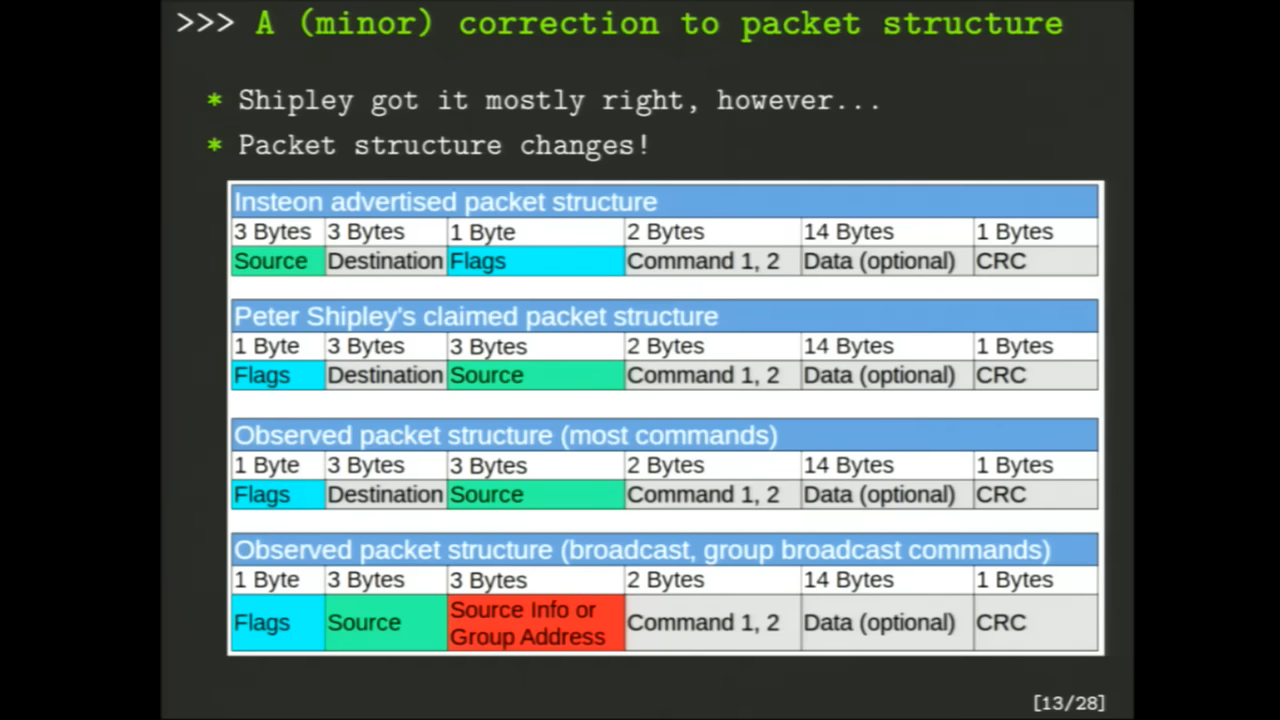 >>> A (minor) correction to packet structure
* Shipley got it mostly right, however...
* Packet structure changes!
Insteon advertised packet structure
3 Bytes 3 Bytes 1 Byte 2 Bytes 14 Bytes 1 Bytes
Source Destination Flags Command 1, 2 Data (optional) CRC
Peter Shipley's claimed packet structure
1 Byte 3 Bytes 3 Bytes 2 Bytes 14 Bytes 1 Bytes
Flags Destination Source Command 1, 2 Data (optional) CRC
Observed packet structure (most commands)
1 Byte 3 Bytes 3 Bytes 2 Bytes 14 Bytes 1 Bytes
Flags Destination Source Command 1, 2 Data (optional) CRC
Observed packet structure (broadcast, group broadcast commands)
1 Byte 3 Bytes 3 Bytes 2 Bytes 14 Bytes 1 Bytes
Flags Source Source Info or
Group Address Command 1, 2 Data (optional) CRC
[13/28]